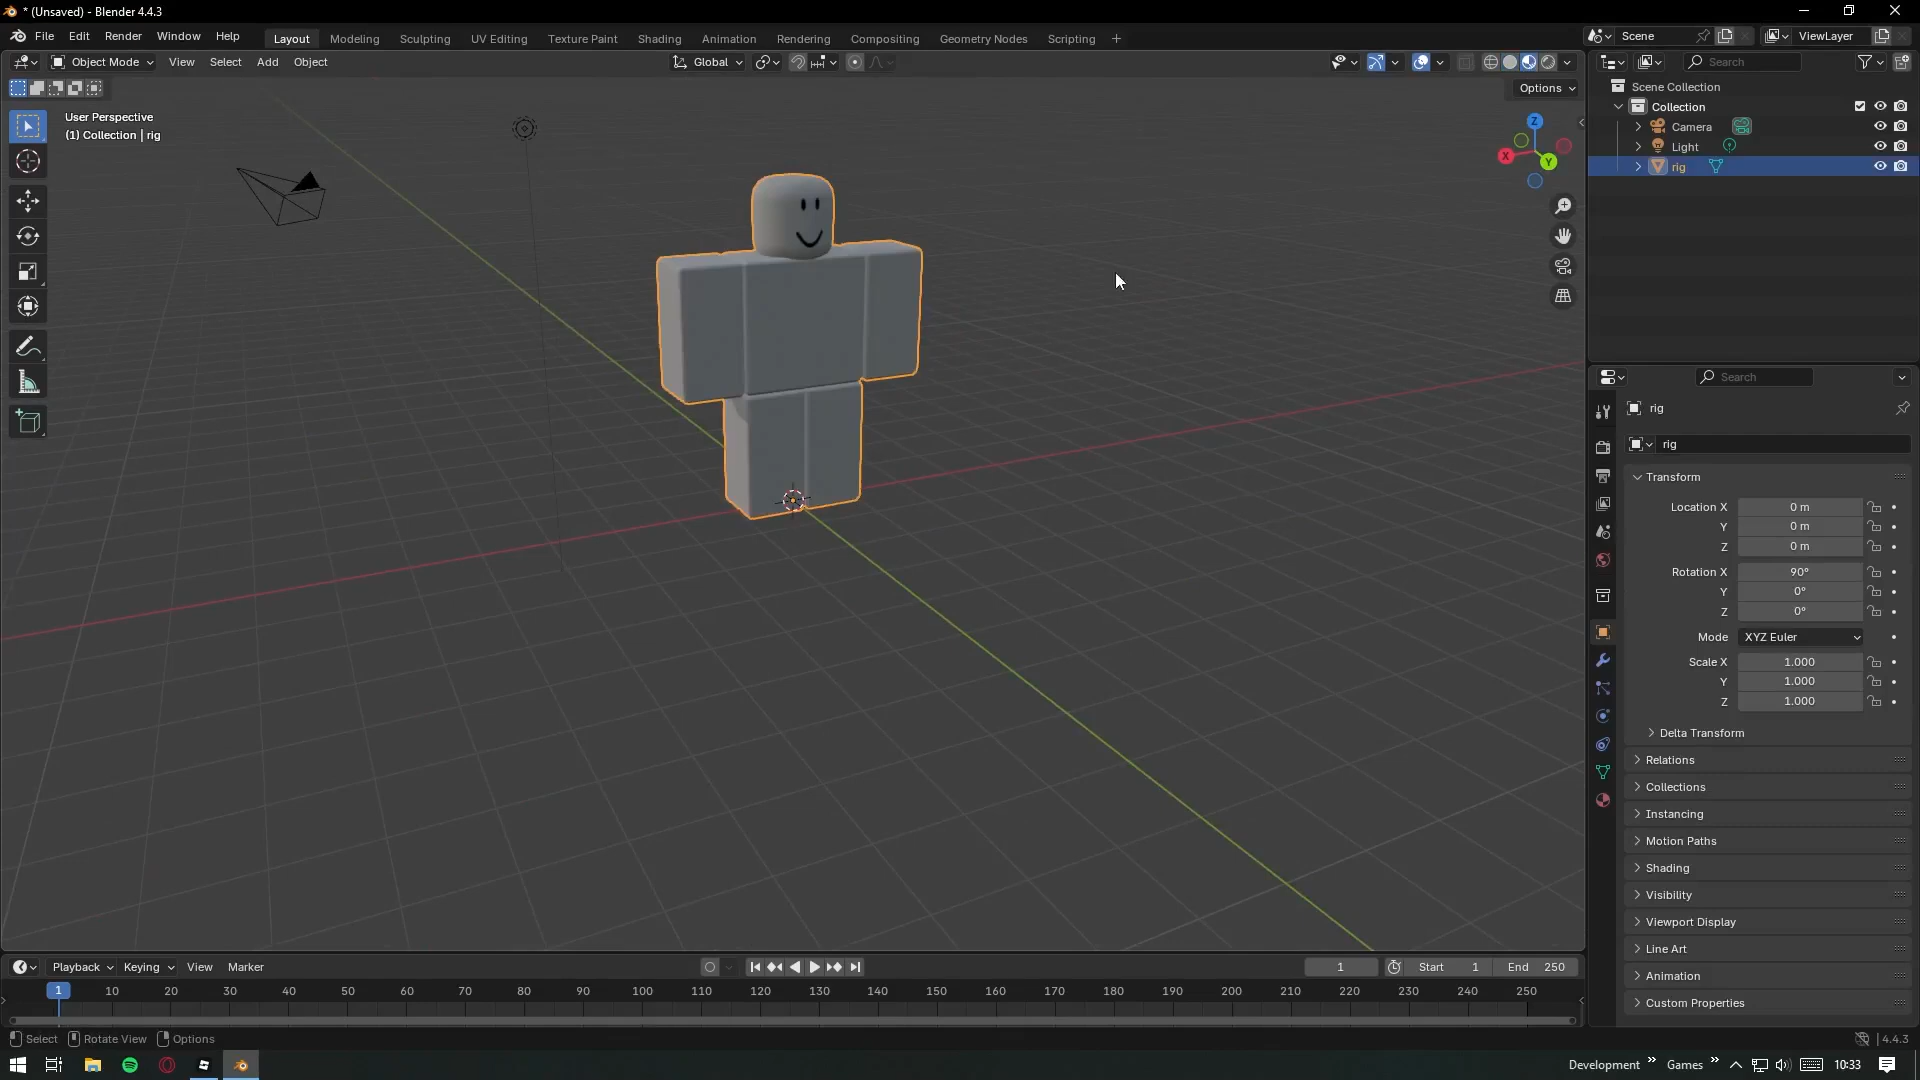 * (Unsaved) - Blender 4.4.3
File Edit Render Window Help
Layout Modeling Sculpting UV Editing Texture Paint Shading Animation Rendering Compositing Geometry Nodes Scripting +
Scene
ViewLayer
Object Mode View Select Add Object
Global
Search
Options
User Perspective
(1) Collection | rig
Z
X
Y
Scene Collection
Collection
Camera
Light
rig
Search
rig
rig
Transform
Location X 0 m
Y 0 m
Z 0 m
Rotation X 90°
Y 0°
Z 0°
Mode XYZ Euler
Scale X 1.000
Y 1.000
Z 1.000
Delta Transform
Relations
Collections
Instancing
Motion Paths
Shading
Visibility
Viewport Display
Line Art
Animation
Custom Properties
Playback Keying View Marker
1
Start 1 End 250
1 10 20 30 40 50 60 70 80 90 100 110 120 130 140 150 160 170 180 190 200 210 220 230 240 250
Select Rotate View Options
4.4.3
Development » Games » 10:33